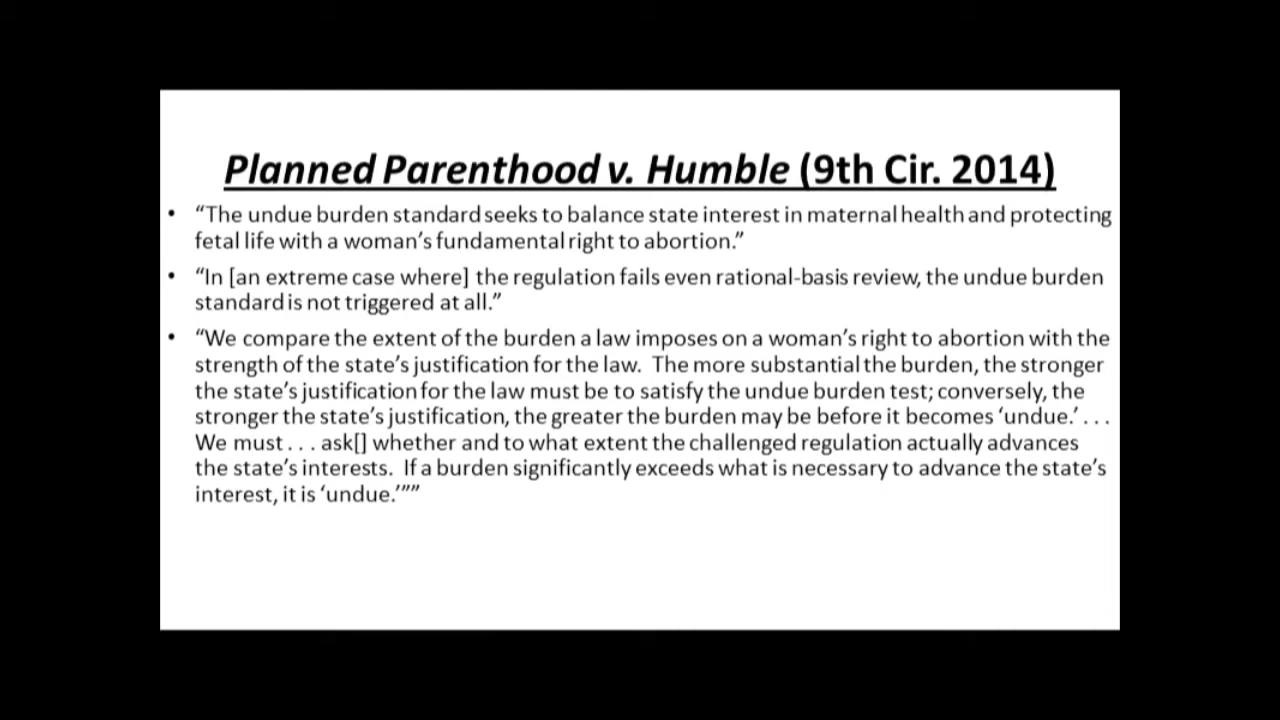 Planned Parenthood v. Humble (9th Cir. 2014)
• “The undue burden standard seeks to balance state interest in maternal health and protecting
fetal life with a woman’s fundamental right to abortion.”
• “In [an extreme case where] the regulation fails even rational-basis review, the undue burden
standard is not triggered at all.”
• “We compare the extent of the burden a law imposes on a woman’s right to abortion with the
strength of the state’s justification for the law.  The more substantial the burden, the stronger
the state’s justification for the law must be to satisfy the undue burden test; conversely, the
stronger the state’s justification, the greater the burden may be before it becomes ‘undue.’ . . .
We must . . . ask[] whether and to what extent the challenged regulation actually advances
the state’s interests.  If a burden significantly exceeds what is necessary to advance the state’s
interest, it is ‘undue.’””